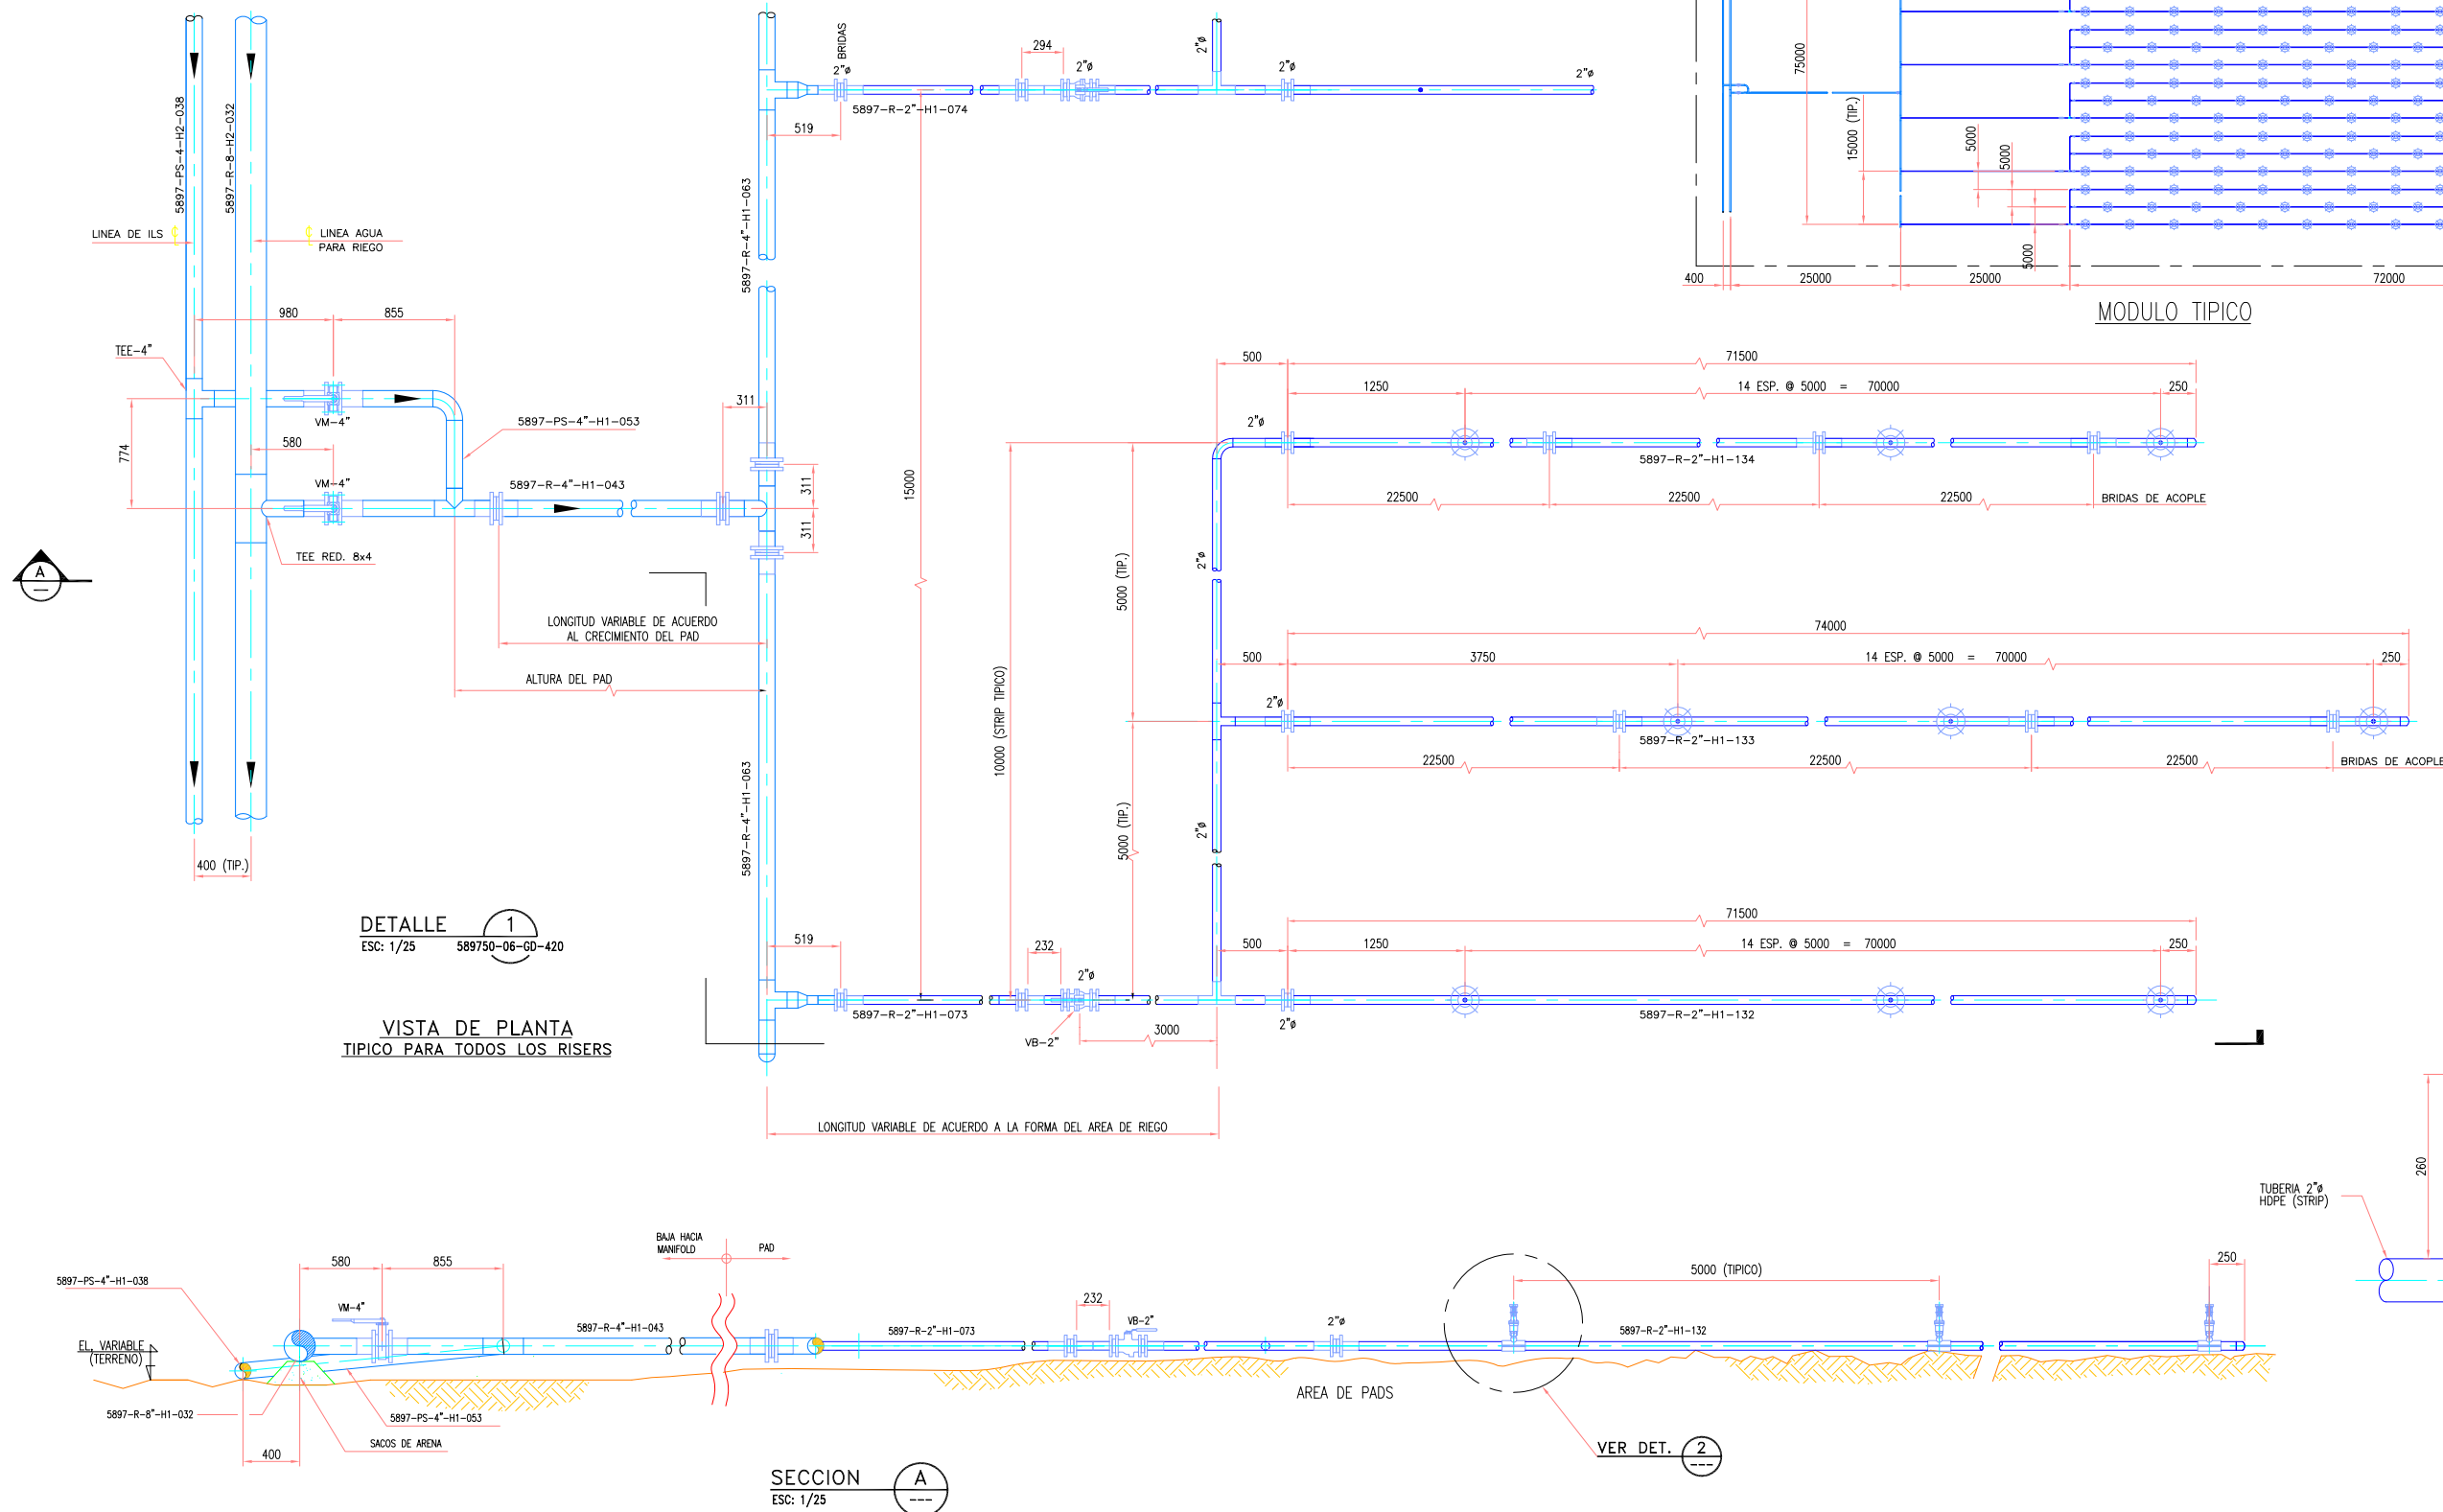 5897-PS-4-H2-038
5897-R-8-H2-032
LINEA DE ILS
LINEA AGUA
PARA RIEGO
980
855
TEE-4"
774
VM-4"
580
VM-4"
5897-PS-4"-H1-053
5897-R-4"-H1-043
TEE RED. 8x4
311
311
311
A
LONGITUD VARIABLE DE ACUERDO
AL CRECIMIENTO DEL PAD
ALTURA DEL PAD
400 (TIP.)
5897-R-4"-H1-063
5897-R-4"-H1-063
DETALLE
1
ESC: 1/25
589750-06-GD-420
VISTA DE PLANTA
TIPICO PARA TODOS LOS RISERS
BRIDAS
2"ø
519
5897-R-2"-H1-074
294
2"ø
2"ø
2"ø
2"ø
15000
10000 (STRIP TIPICO)
5000 (TIP.)
5000 (TIP.)
2"ø
2"ø
500
71500
1250
14 ESP. @ 5000 = 70000
250
2"ø
5897-R-2"-H1-134
22500
22500
22500
BRIDAS DE ACOPLE
74000
500
3750
14 ESP. @ 5000 = 70000
250
2"ø
5897-R-2"-H1-133
22500
22500
22500
BRIDAS DE ACOPLE
71500
519
232
2"ø
500
1250
14 ESP. @ 5000 = 70000
250
5897-R-2"-H1-073
VB-2"
3000
2"ø
5897-R-2"-H1-132
LONGITUD VARIABLE DE ACUERDO A LA FORMA DEL AREA DE RIEGO
75000
15000 (TIP.)
5000
5000
5000
400
25000
25000
72000
MODULO TIPICO
260
TUBERIA 2"ø
HDPE (STRIP)
BAJA HACIA
MANIFOLD
PAD
5897-PS-4"-H1-038
580
855
VM-4"
EL. VARIABLE
(TERRENO)
5897-R-4"-H1-043
5897-R-2"-H1-073
232
VB-2"
2"ø
5000 (TIPICO)
250
5897-R-2"-H1-132
5897-R-8"-H1-032
5897-PS-4"-H1-053
SACOS DE ARENA
400
AREA DE PADS
VER DET.
2
---
SECCION
A
---
ESC: 1/25